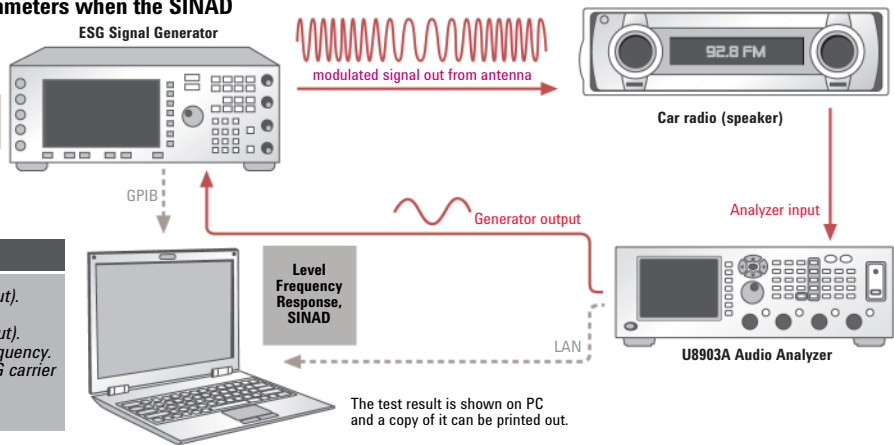 ameters when the SINAD
ESG Signal Generator
modulated signal out from antenna
92.8 FM
Car radio (speaker)
GPIB
Generator output
Analyzer input
ut).
ut).
quency.
G carrier
Level
Frequency
Response,
SINAD
LAN
U8903A Audio Analyzer
The test result is shown on PC
and a copy of it can be printed out.